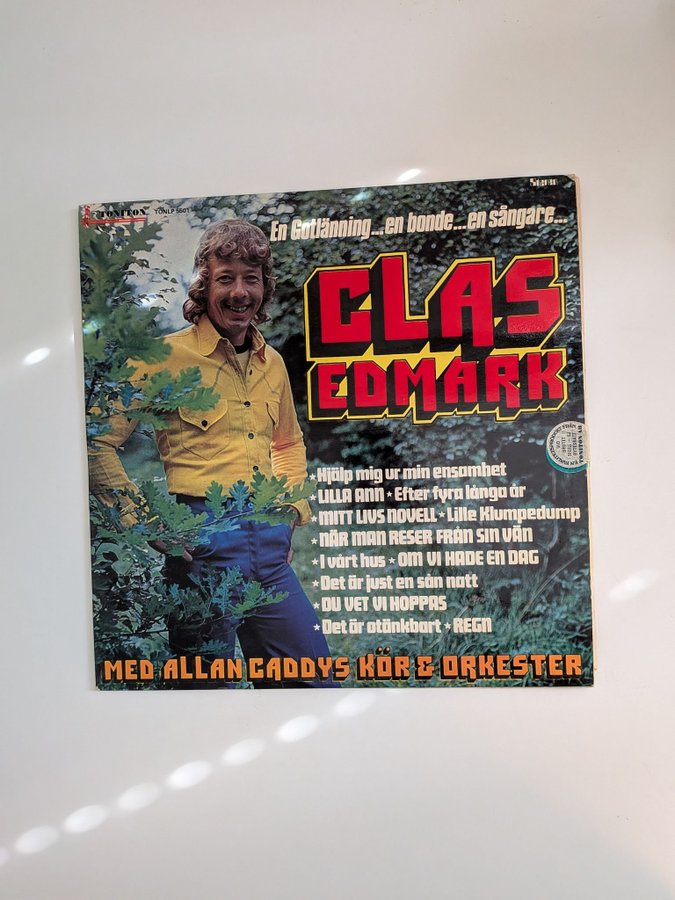 TONITON TONLP 5501
Stereo
En Gotlänning...en bonde...en sångare...
CLAS
EDMARK
★Hjälp mig ur min ensamhet
★LILLA ANN★Efter fyra långa år
★MITT LIVS NOVELL★Lille Klumpedump
★NÄR MAN RESER FRÅN SIN VÄN
★I vårt hus★OM VI HADE EN DAG
★Det är just en sån natt
★DU VET VI HOPPAS
★Det är otänkbart★REGN
MED ALLAN CADDYS KÖR & ORKESTER